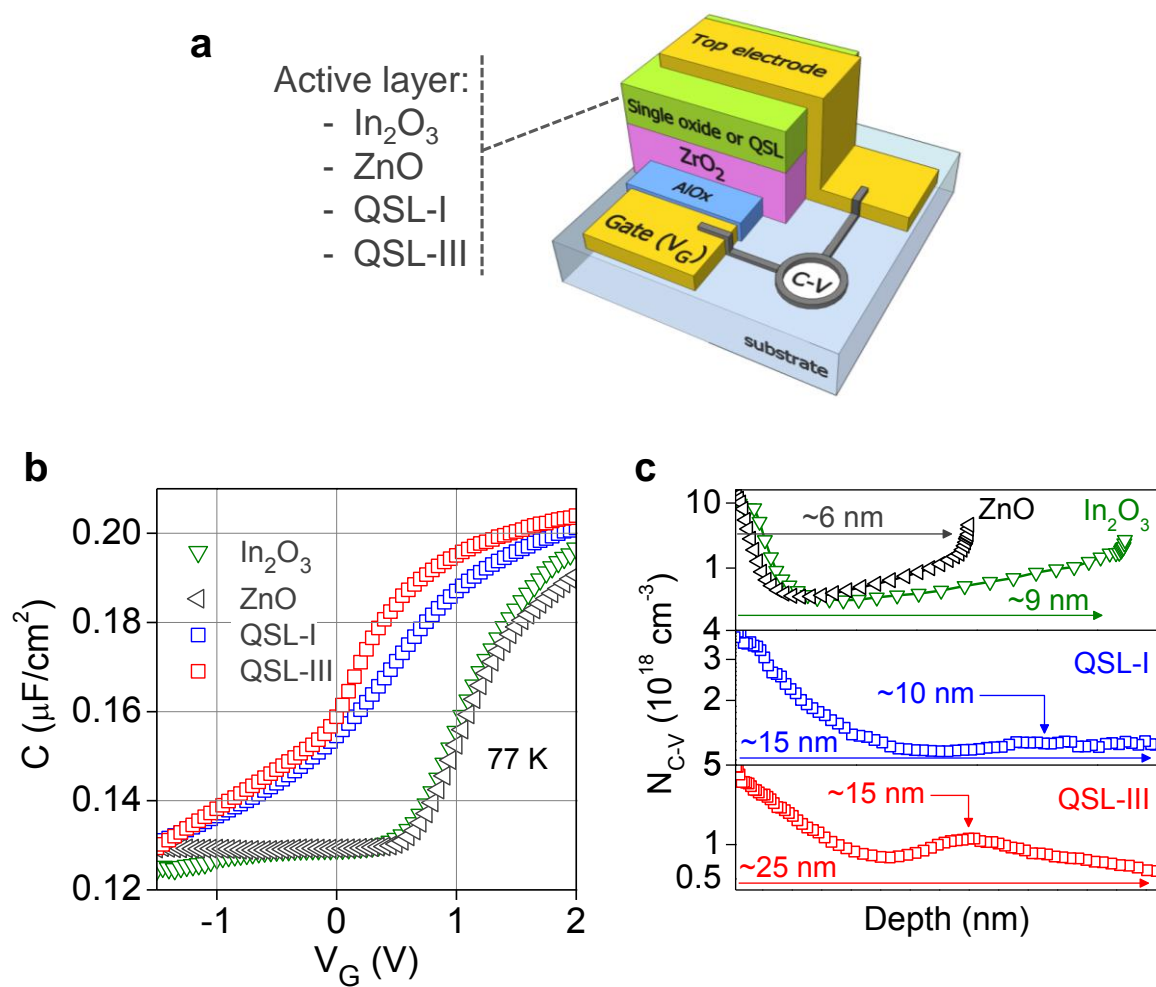 a
Active layer:
- In₂O₃
- ZnO
- QSL-I
- QSL-III
Top electrode
Single oxide or QSL
ZrO₂
AlOx
Gate (V_G)
C-V
substrate
b
C (μF/cm²)
0.20
0.18
0.16
0.14
0.12
In₂O₃
ZnO
QSL-I
QSL-III
77 K
-1 0 1 2
V_G (V)
c
N_C-V (10¹⁸ cm⁻³)
10
1
~6 nm
ZnO
In₂O₃
~9 nm
4
3
2
QSL-I
~10 nm
~15 nm
5
1
0.5
QSL-III
~15 nm
~25 nm
Depth (nm)